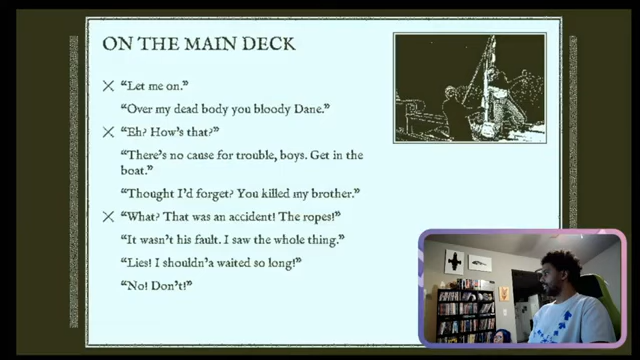 ON THE MAIN DECK
“Let me on.”
“Over my dead body you bloody Dane.”
“Eh? How's that?”
“There's no cause for trouble, boys. Get in the
boat.”
“Thought I'd forget? You killed my brother.”
“What? That was an accident! The ropes!”
“It wasn't his fault. I saw the whole thing.”
“Lies! I shouldn'a waited so long!”
“No! Don't!”